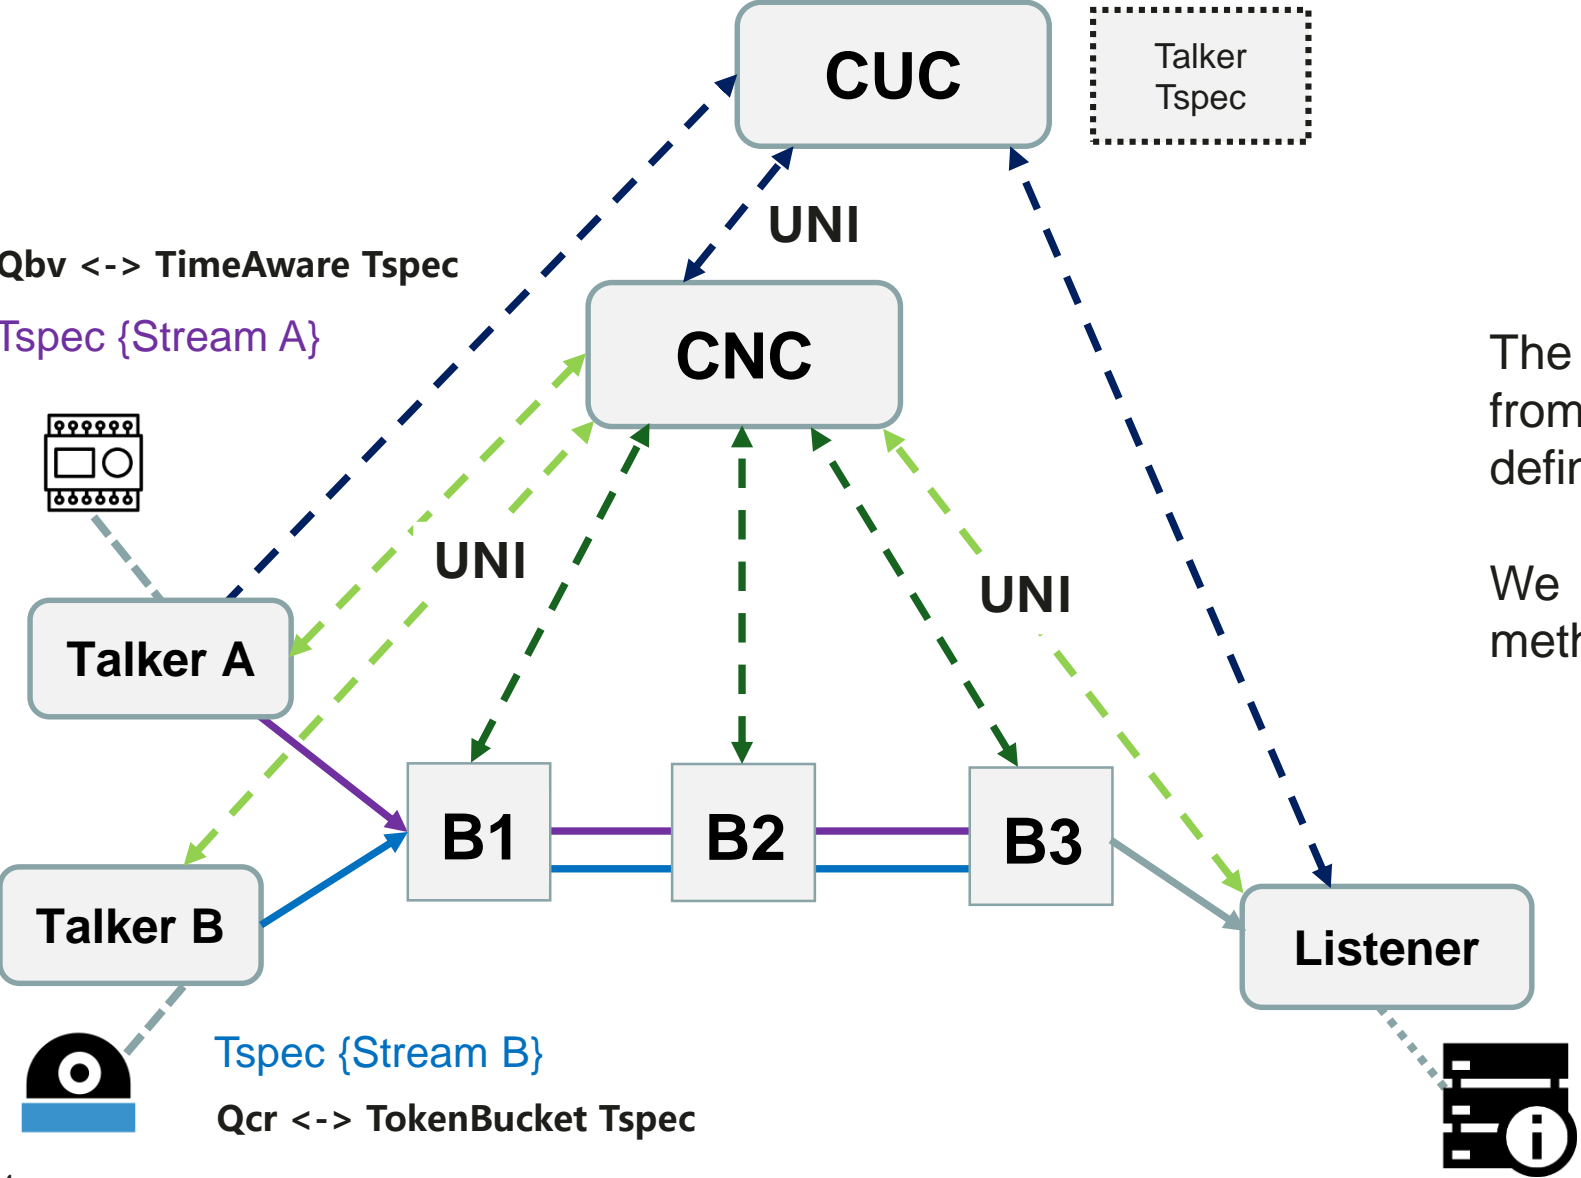 CUC
Talker
Tspec
UNI
Qbv <-> TimeAware Tspec
Tspec {Stream A}
CNC
The
from
UNI
UNI
We
Talker A
B1
B2
B3
Talker B
Listener
Tspec {Stream B}
Qcr <-> TokenBucket Tspec
i